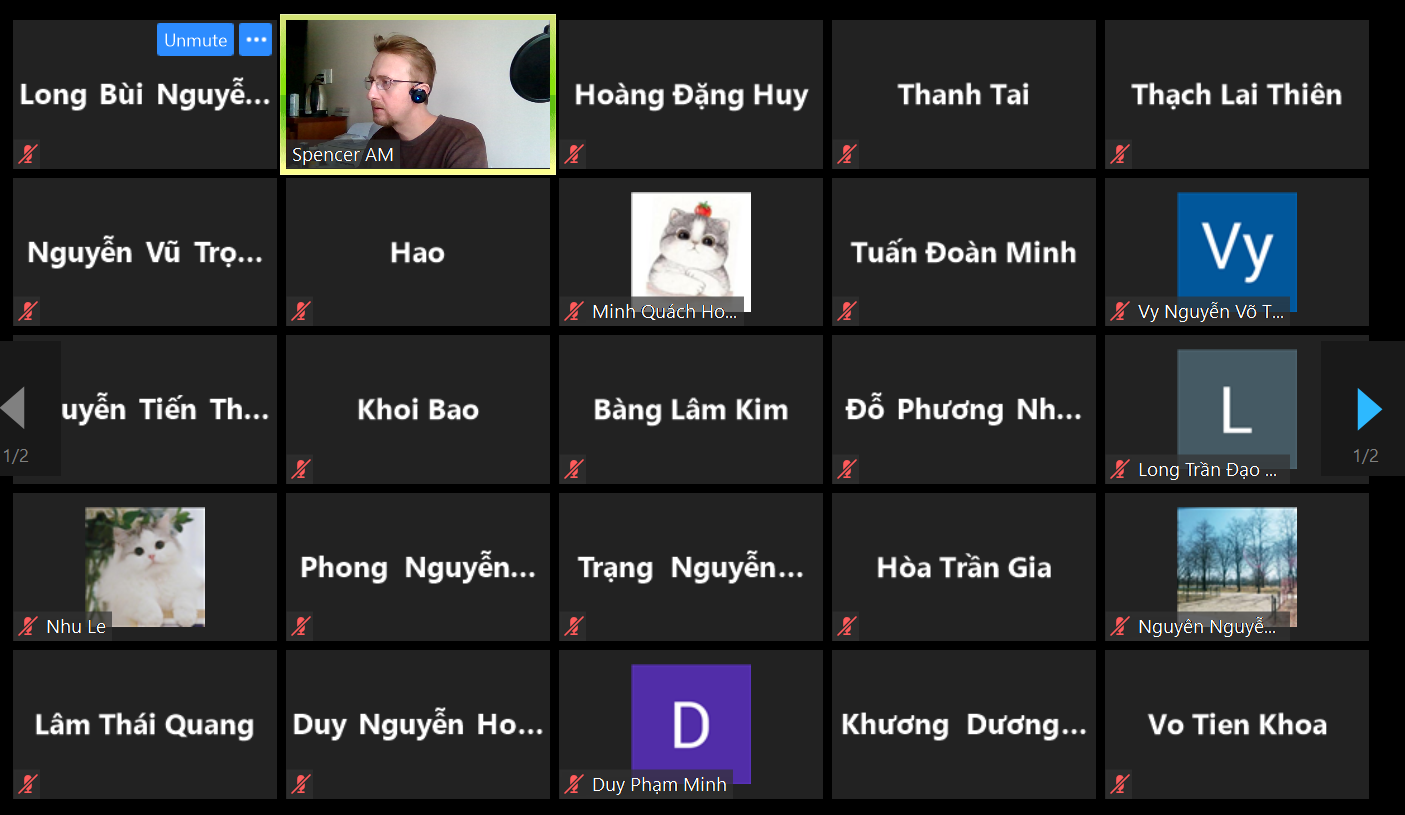 Unmute
Long Bùi Nguyễ...
Spencer AM
Hoàng Đặng Huy
Thanh Tai
Thạch Lai Thiên
Nguyễn Vũ Trọ...
Hao
Minh Quách Ho...
Tuấn Đoàn Minh
Vy
Vy Nguyễn Võ T...
uyễn Tiến Th...
1/2
Khoi Bao
Bàng Lâm Kim
Đỗ Phương Nh...
L
Long Trần Đạo ...
1/2
Nhu Le
Phong Nguyễn...
Trạng Nguyễn...
Hòa Trần Gia
Nguyên Nguyễ...
Lâm Thái Quang
Duy Nguyễn Ho...
D
Duy Phạm Minh
Khương Dương...
Vo Tien Khoa